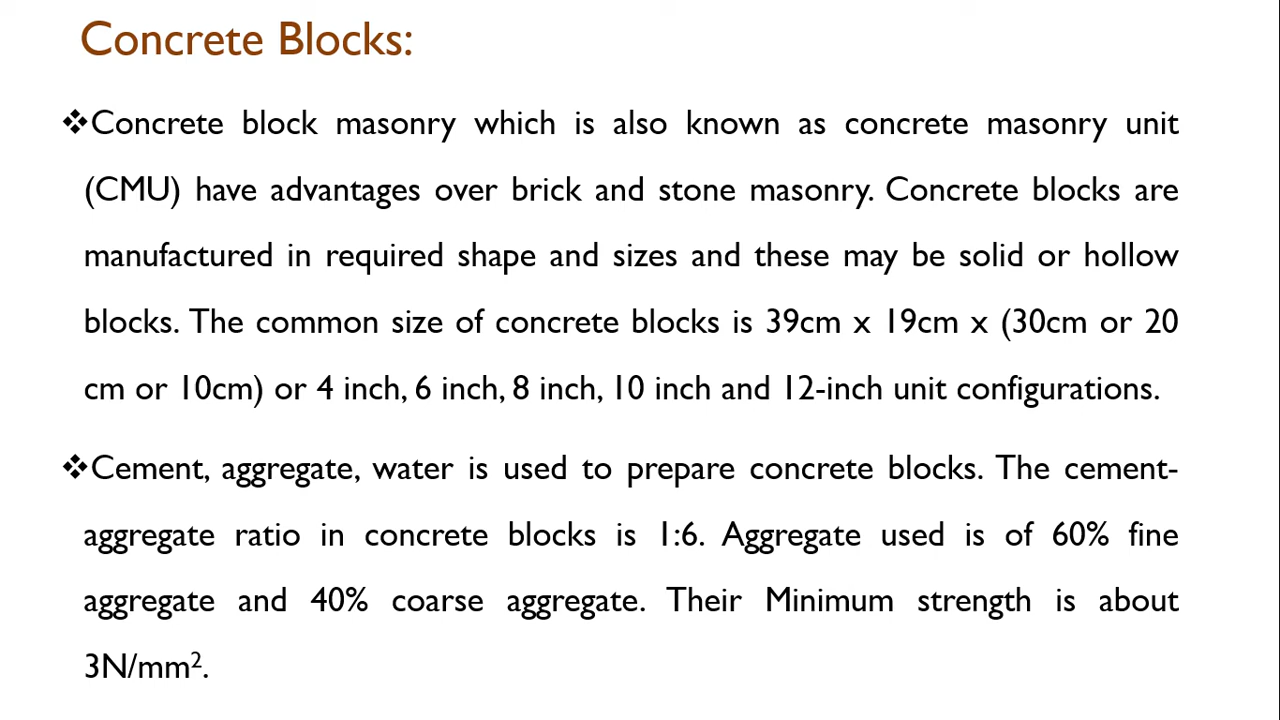 Concrete Blocks:
❖Concrete block masonry which is also known as concrete masonry unit
(CMU) have advantages over brick and stone masonry. Concrete blocks are
manufactured in required shape and sizes and these may be solid or hollow
blocks. The common size of concrete blocks is 39cm x 19cm x (30cm or 20
cm or 10cm) or 4 inch, 6 inch, 8 inch, 10 inch and 12-inch unit configurations.
❖Cement, aggregate, water is used to prepare concrete blocks. The cement-
aggregate ratio in concrete blocks is 1:6. Aggregate used is of 60% fine
aggregate and 40% coarse aggregate. Their Minimum strength is about
3N/mm².